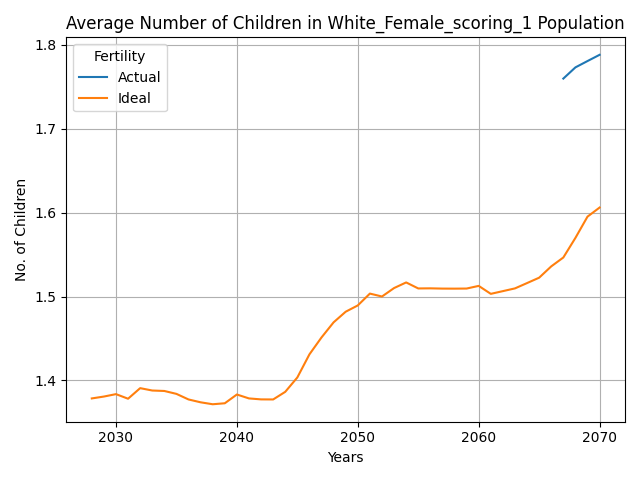 Average Number of Children in White_Female_scoring_1 Population
Fertility
Actual
Ideal
1.8
1.7
1.6
1.5
1.4
No. of Children
2030
2040
2050
2060
2070
Years